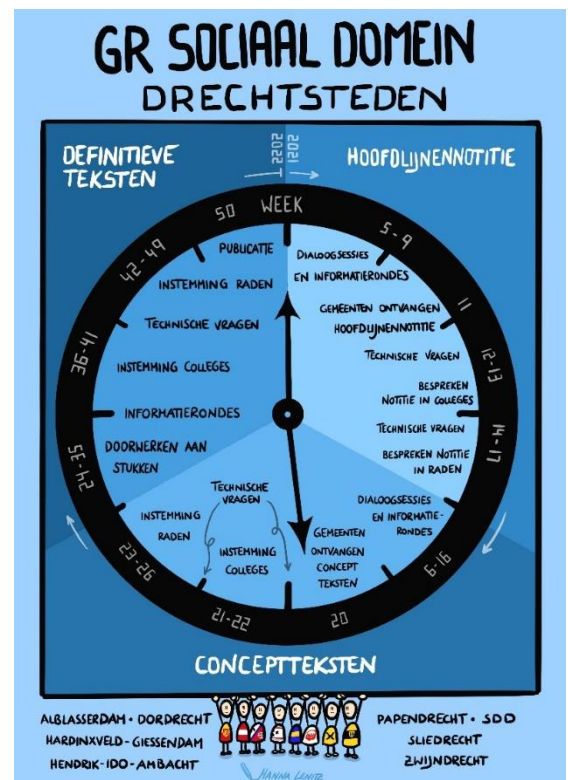 GR SOCIAAL DOMEIN
DRECHTSTEDEN
DEFINITIEVE
TEKSTEN
2022 2021
HOOFDLIJNENNOTITIE
WEEK
5-9
11
12-13
14-17
6-16
20
21-22
23-26
24-35
36-41
42-49
50
DIALOOGSESSIES
EN INFORMATIERONDES
GEMEENTEN ONTVANGEN
HOOFDLIJNENNOTITIE
TECHNISCHE VRAGEN
BESPREKEN
NOTITIE IN COLLEGES
TECHNISCHE VRAGEN
BESPREKEN NOTITIE
IN RADEN
DIALOOGSESSIES
EN INFORMATIE-
RONDES
GEMEENTEN
ONTVANGEN
CONCEPT
TEKSTEN
TECHNISCHE
VRAGEN
INSTEMMING
COLLEGES
INSTEMMING
RADEN
DOORWERKEN AAN
STUKKEN
INFORMATIERONDES
INSTEMMING COLLEGES
TECHNISCHE VRAGEN
INSTEMMING RADEN
PUBLICATIE
CONCEPTTEKSTEN
ALBLASSERDAM · DORDRECHT
HARDINXVELD-GIESSENDAM
HENDRIK-IDO-AMBACHT
PAPENDRECHT · SDD
SLIEDRECHT
ZWIJNDRECHT
HANNA LENITZ